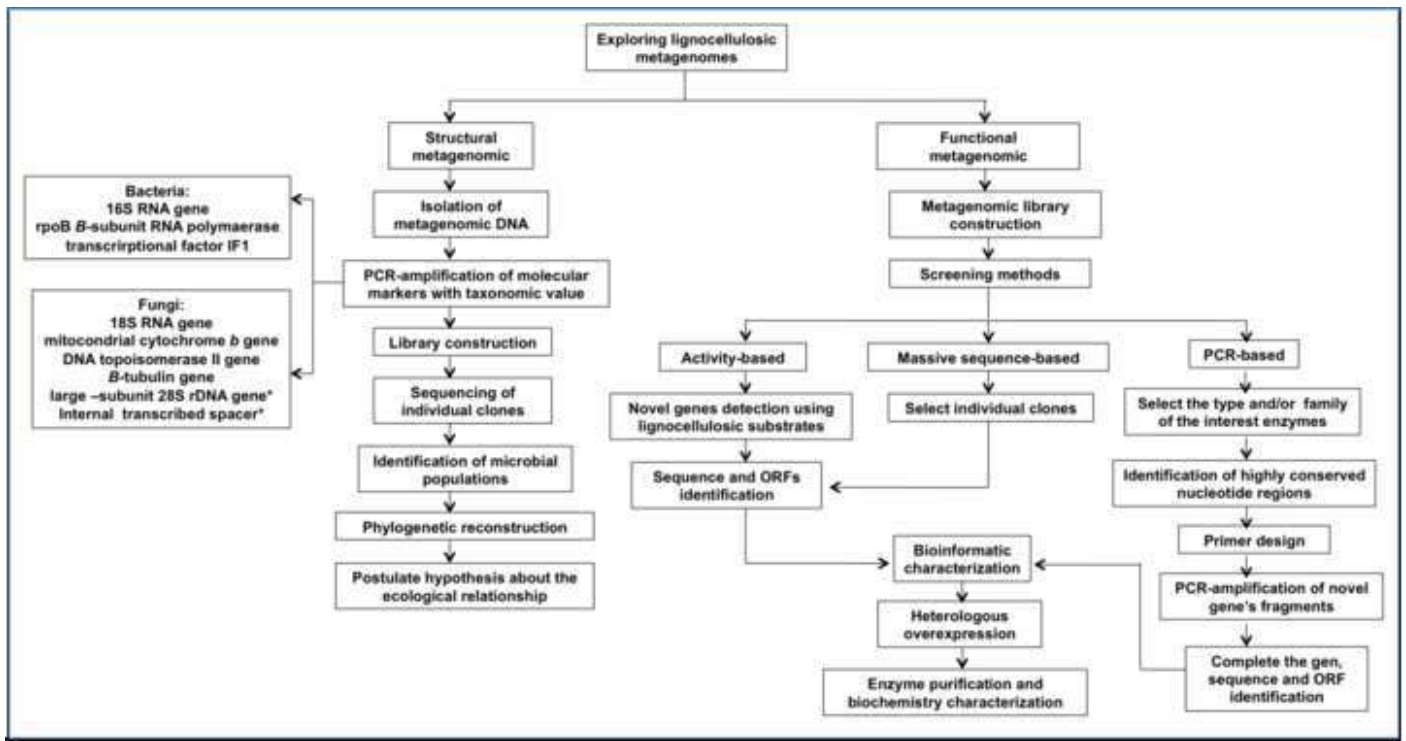 Exploring lignocellulosic
metagenomes
Structural
metagenomic
Functional
metagenomic
Bacteria:
16S RNA gene
rpoB B-subunit RNA polymaerase
transcrirptional factor IF1
Isolation of
metagenomic DNA
Metagenomic library
construction
PCR-amplification of molecular
markers with taxonomic value
Screening methods
Fungi:
18S RNA gene
mitocondrial cytochrome b gene
DNA topoisomerase II gene
B-tubulin gene
large –subunit 28S rDNA gene*
Internal transcribed spacer*
Library construction
Activity-based
Massive sequence-based
PCR-based
Sequencing of
individual clones
Novel genes detection using
lignocellulosic substrates
Select individual clones
Select the type and/or family
of the interest enzymes
Identification of microbial
populations
Sequence and ORFs
identification
Identification of highly conserved
nucleotide regions
Phylogenetic reconstruction
Primer design
Bioinformatic
characterization
Postulate hypothesis about the
ecological relationship
PCR-amplification of novel
gene's fragments
Heterologous
overexpression
Complete the gen,
sequence and ORF
identification
Enzyme purification and
biochemistry characterization